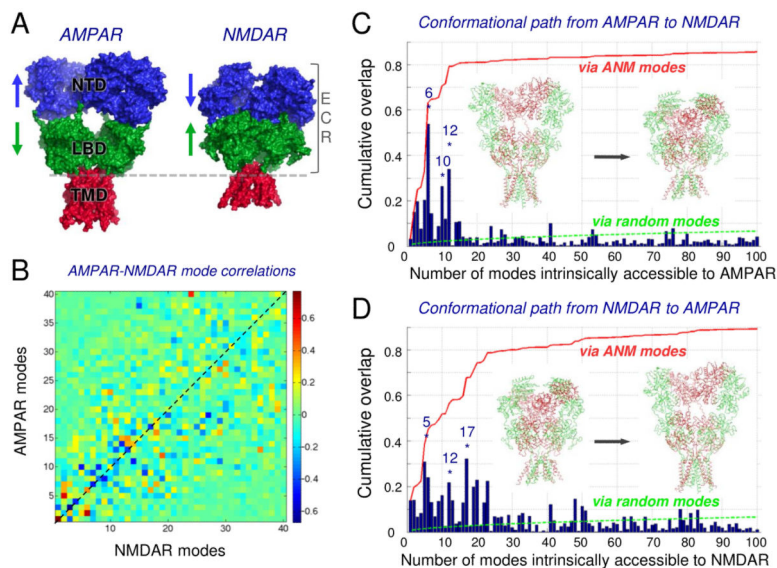 A
AMPAR
NMDAR
NTD
LBD
TMD
E
C
R
B
AMPAR-NMDAR mode correlations
40
35
30
25
20
15
10
5
AMPAR modes
10
20
30
40
NMDAR modes
0.6
0.4
0.2
0
-0.2
-0.4
-0.6
C
Conformational path from AMPAR to NMDAR
via ANM modes
Cumulative overlap
0.8
0.6
0.4
0.2
0
6
*
10
*
12
*
via random modes
0
10
20
30
40
50
60
70
80
90
100
Number of modes intrinsically accessible to AMPAR
D
Conformational path from NMDAR to AMPAR
via ANM modes
Cumulative overlap
0.8
0.6
0.4
0.2
0
5
*
12
*
17
*
via random modes
0
10
20
30
40
50
60
70
80
90
100
Number of modes intrinsically accessible to NMDAR